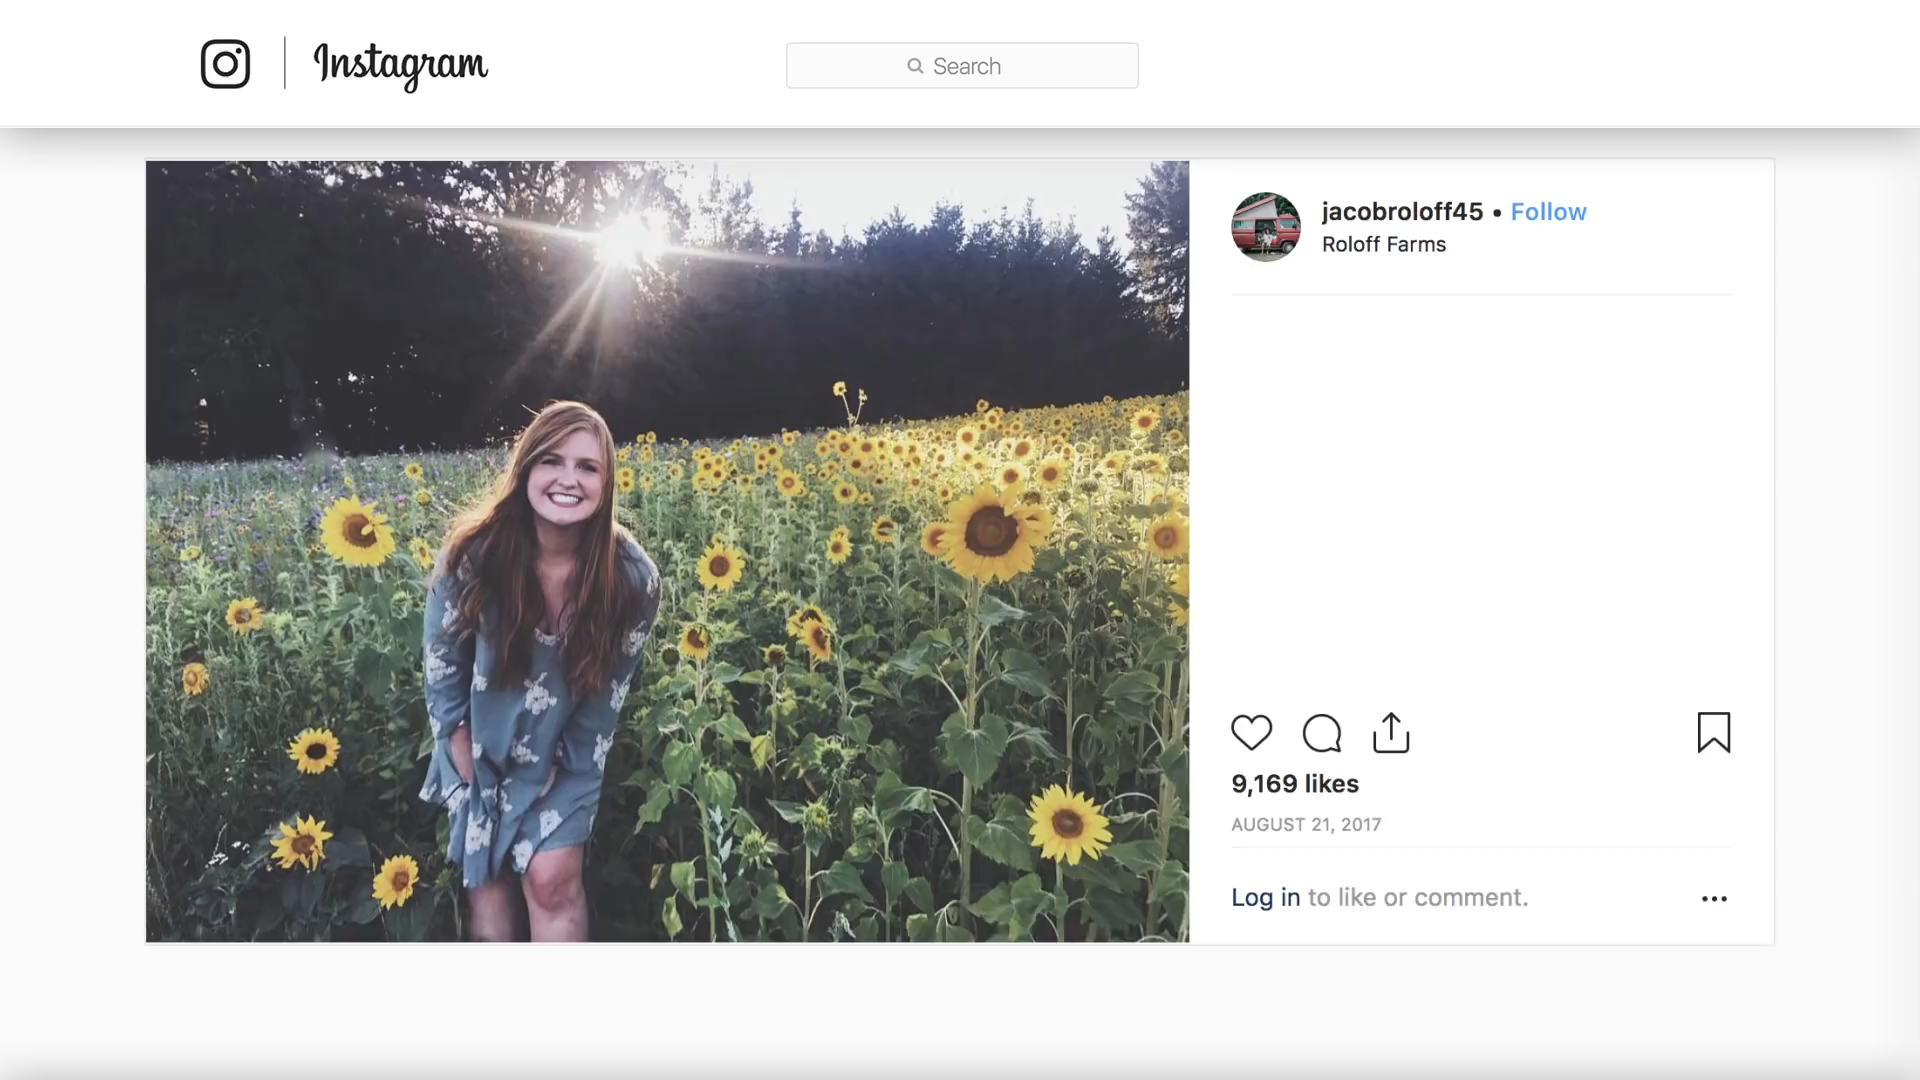 Instagram
Search
jacobroloff45 • Follow
Roloff Farms
9,169 likes
AUGUST 21, 2017
Log in to like or comment.